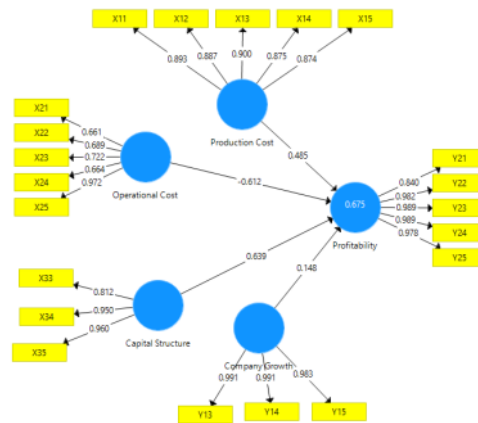 X11 X12 X13 X14 X15
0.893 0.887 0.900 0.875 0.874
Production Cost
X21
X22
X23
X24
X25
0.661
0.689
0.722
0.664
0.972
Operational Cost
0.485
-0.612
0.675
Profitability
0.840
0.982
0.989
0.989
0.978
Y21
Y22
Y23
Y24
Y25
0.639
0.148
X33
X34
X35
0.812
0.950
0.960
Capital Structure
Company Growth
0.991 0.991 0.983
Y13 Y14 Y15